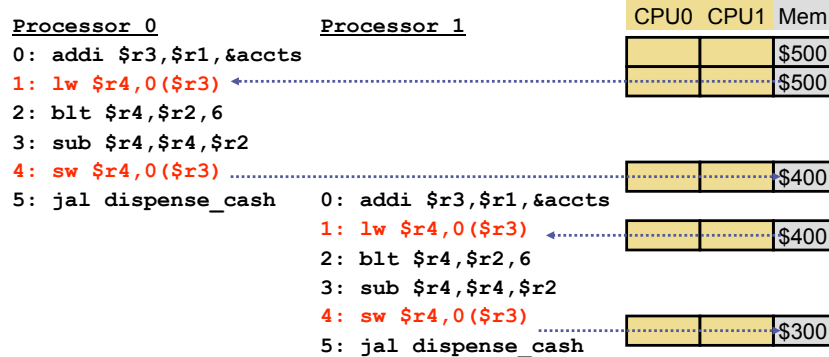 CPU0 CPU1 Mem
Processor 0 Processor 1
0: addi $r3,$r1,&accts $500
1: lw $r4,0($r3) $500
2: blt $r4,$r2,6
3: sub $r4,$r4,$r2
4: sw $r4,0($r3) $400
5: jal dispense_cash 0: addi $r3,$r1,&accts
1: lw $r4,0($r3) $400
2: blt $r4,$r2,6
3: sub $r4,$r4,$r2
4: sw $r4,0($r3) $300
5: jal dispense_cash